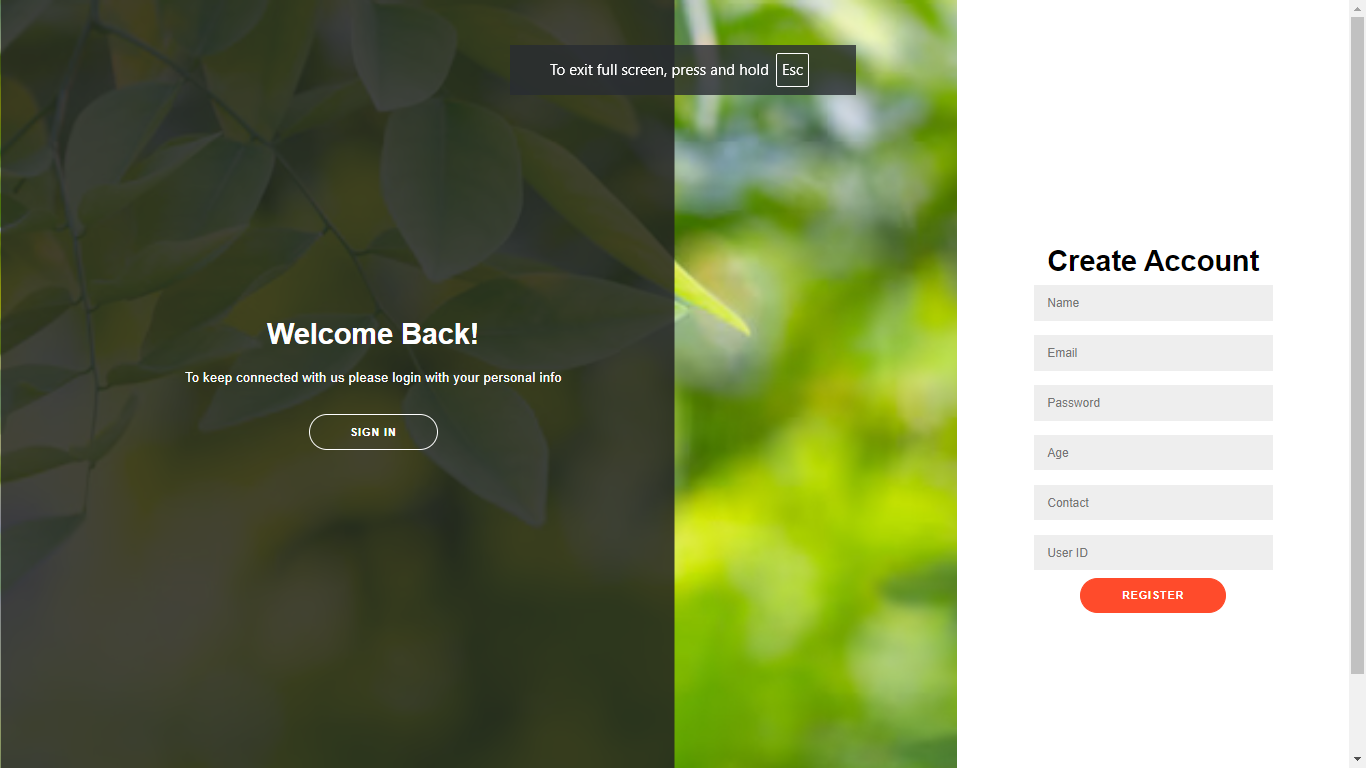 To exit full screen, press and hold Esc
Welcome Back!
To keep connected with us please login with your personal info
SIGN IN
Create Account
Name
Email
Password
Age
Contact
User ID
REGISTER